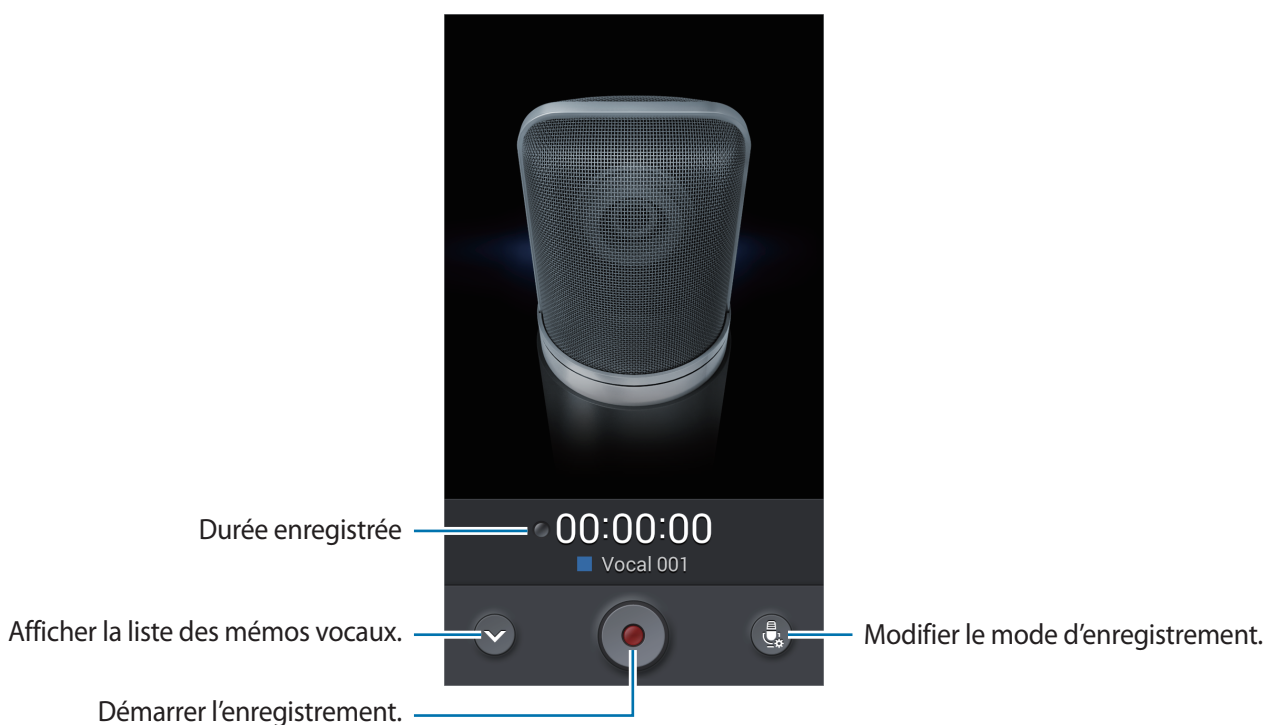 Durée enregistrée
00:00:00
Vocal 001
Afficher la liste des mémos vocaux.
Modifier le mode d’enregistrement.
Démarrer l’enregistrement.